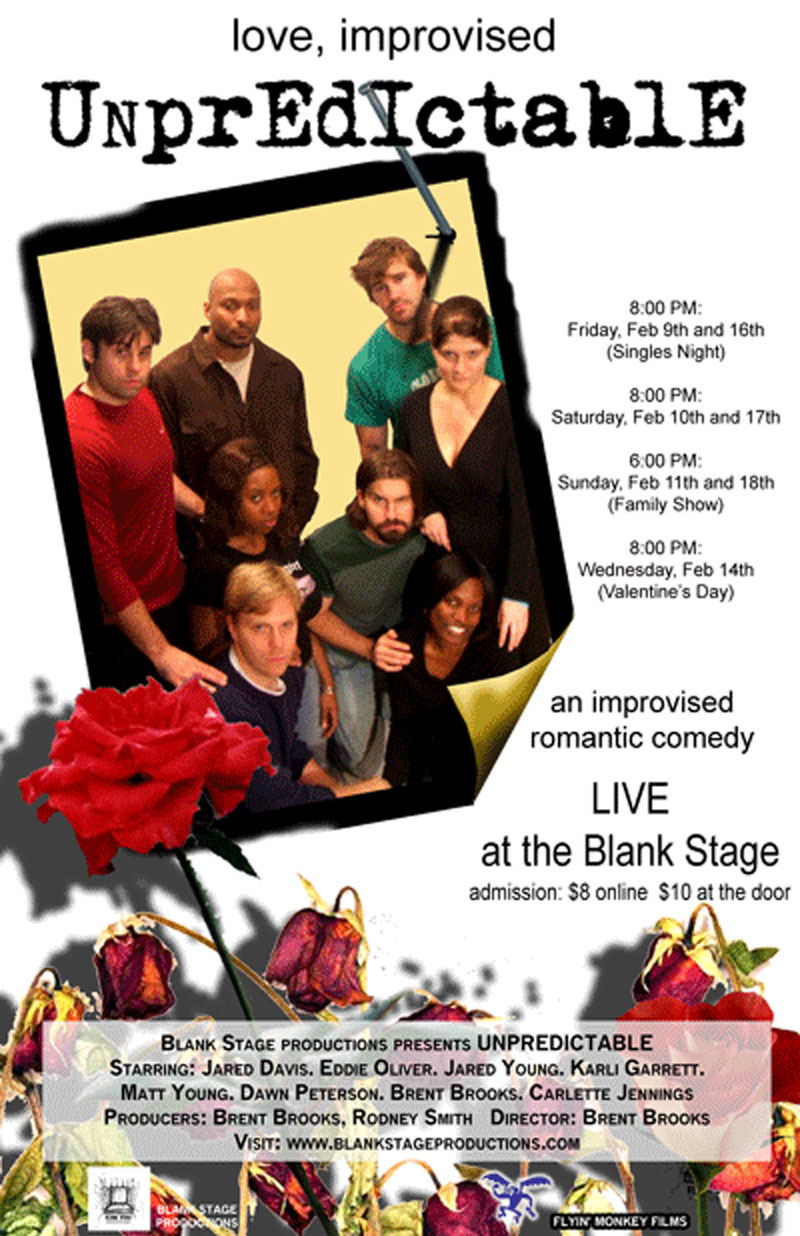 love, improvised
UnprEdIctablE
8:00 PM:
Friday, Feb 9th and 16th
(Singles Night)
8:00 PM:
Saturday, Feb 10th and 17th
6:00 PM:
Sunday, Feb 11th and 18th
(Family Show)
8:00 PM:
Wednesday, Feb 14th
(Valentine's Day)
an improvised
romantic comedy
LIVE
at the Blank Stage
admission: $8 online $10 at the door
BLANK STAGE PRODUCTIONS PRESENTS UNPREDICTABLE
STARRING: JARED DAVIS. EDDIE OLIVER. JARED YOUNG. KARLI GARRETT.
MATT YOUNG. DAWN PETERSON. BRENT BROOKS. CARLETTE JENNINGS
PRODUCERS: BRENT BROOKS, RODNEY SMITH DIRECTOR: BRENT BROOKS
VISIT: WWW.BLANKSTAGEPRODUCTIONS.COM
BLANK STAGE
PRODUCTIONS
FLYIN' MONKEY FILMS